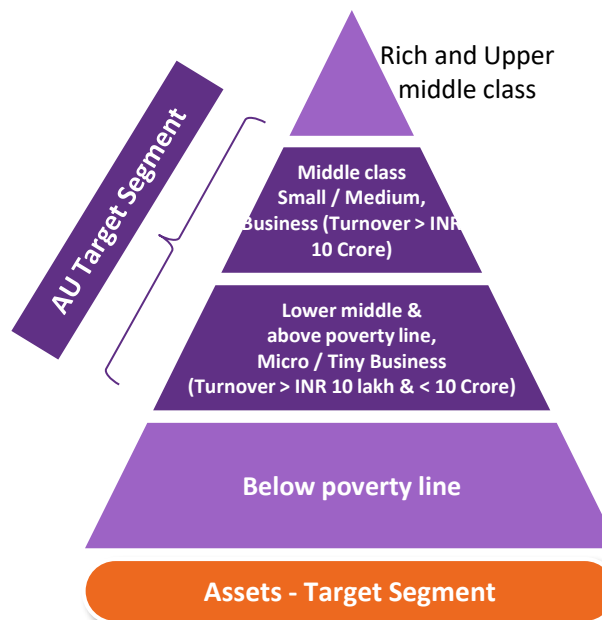 Rich and Upper
middle class
AU Target Segment
Middle class
Small / Medium,
Business (Turnover > INR
10 Crore)
Lower middle &
above poverty line,
Micro / Tiny Business
(Turnover > INR 10 lakh & < 10 Crore)
Below poverty line
Assets - Target Segment